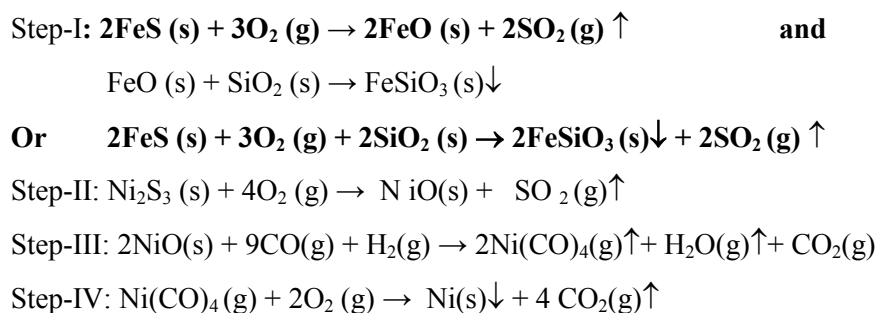 Step-I: 2FeS (s) + 3O₂ (g) → 2FeO (s) + 2SO₂ (g) ↑ and
FeO (s) + SiO₂ (s) → FeSiO₃ (s)↓
Or 2FeS (s) + 3O₂ (g) + 2SiO₂ (s) → 2FeSiO₃ (s)↓ + 2SO₂ (g) ↑
Step-II: Ni₂S₃ (s) + 4O₂ (g) → N iO(s) + SO ₂ (g)↑
Step-III: 2NiO(s) + 9CO(g) + H₂(g) → 2Ni(CO)₄(g)↑+ H₂O(g)↑+ CO₂(g)
Step-IV: Ni(CO)₄ (g) + 2O₂ (g) → Ni(s)↓ + 4 CO₂(g)↑